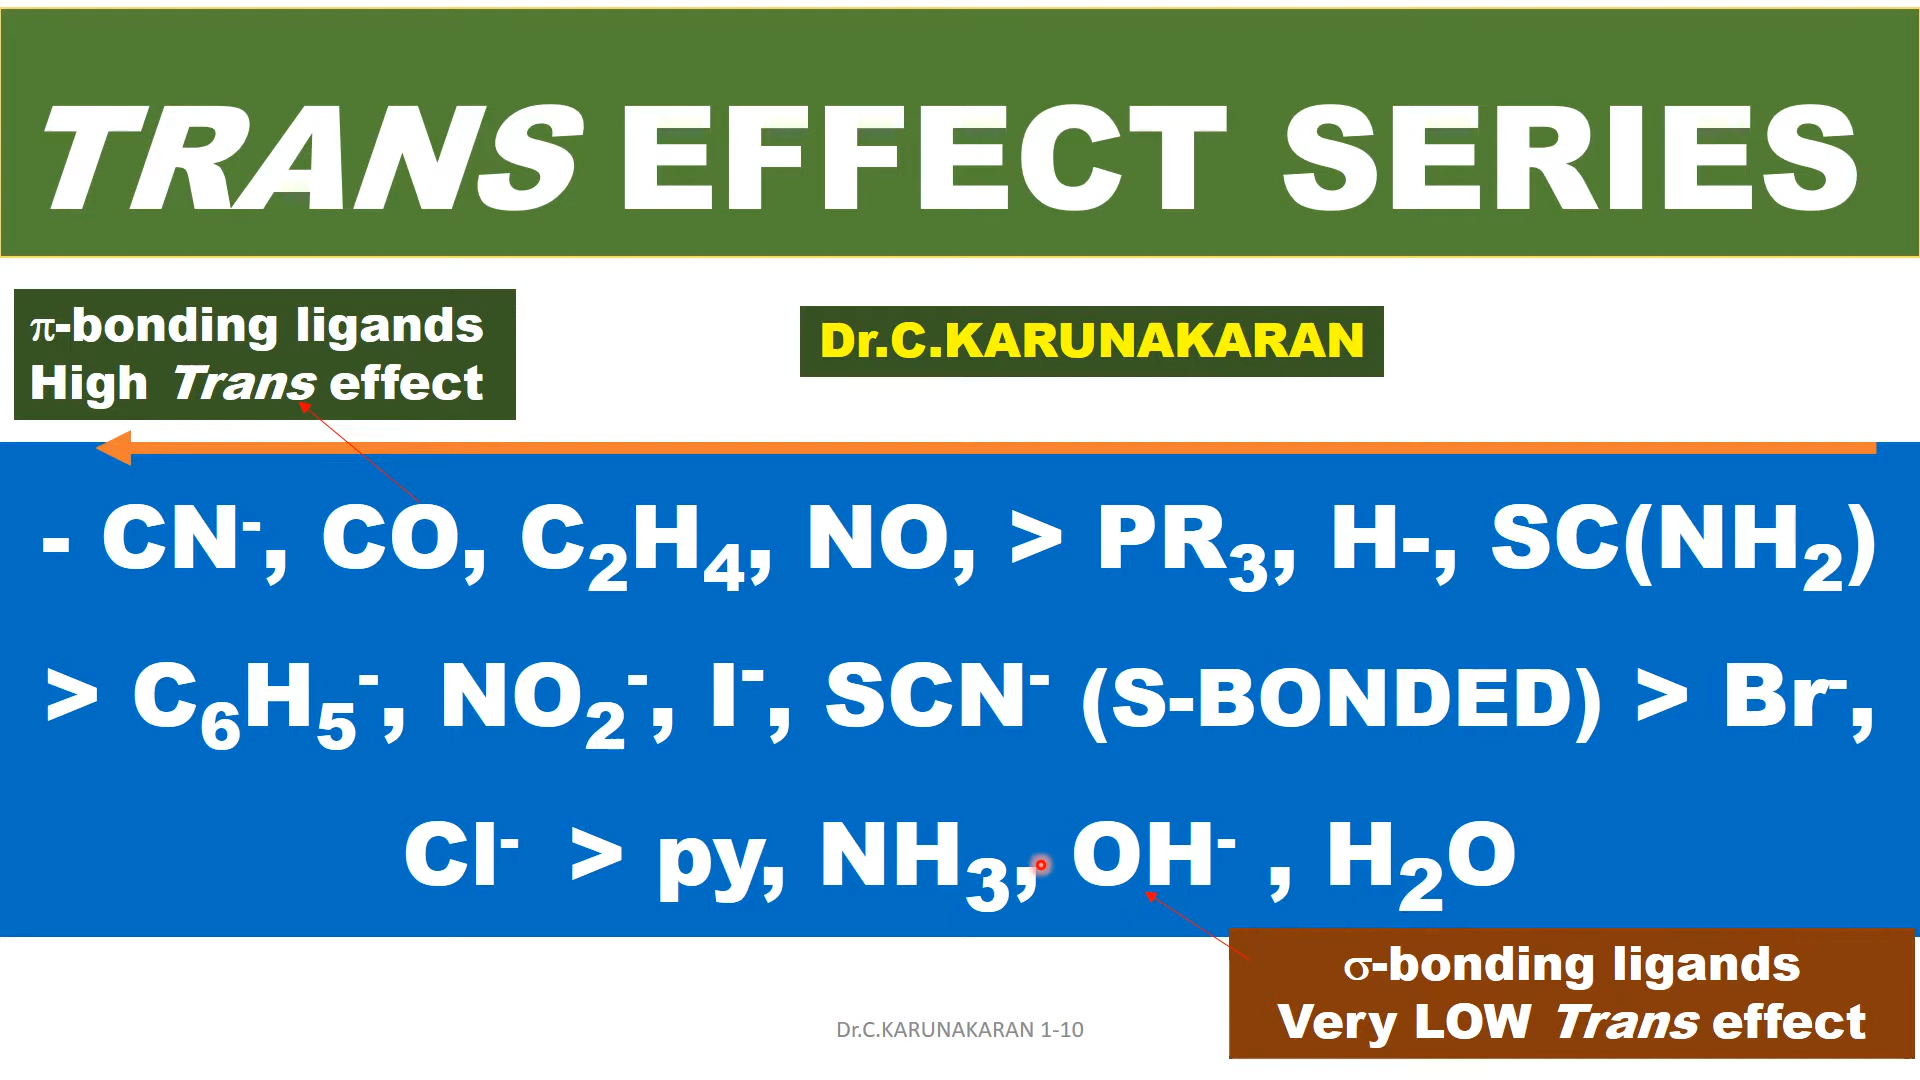 TRANS EFFECT SERIES
π-bonding ligands
High Trans effect
Dr.C.KARUNAKARAN
- CN⁻, CO, C₂H₄, NO, > PR₃, H-, SC(NH₂)
> C₆H₅⁻, NO₂⁻, I⁻, SCN⁻ (S-BONDED) > Br⁻,
Cl⁻ > py, NH₃, OH⁻ , H₂O
σ-bonding ligands
Very LOW Trans effect
Dr.C.KARUNAKARAN 1-10